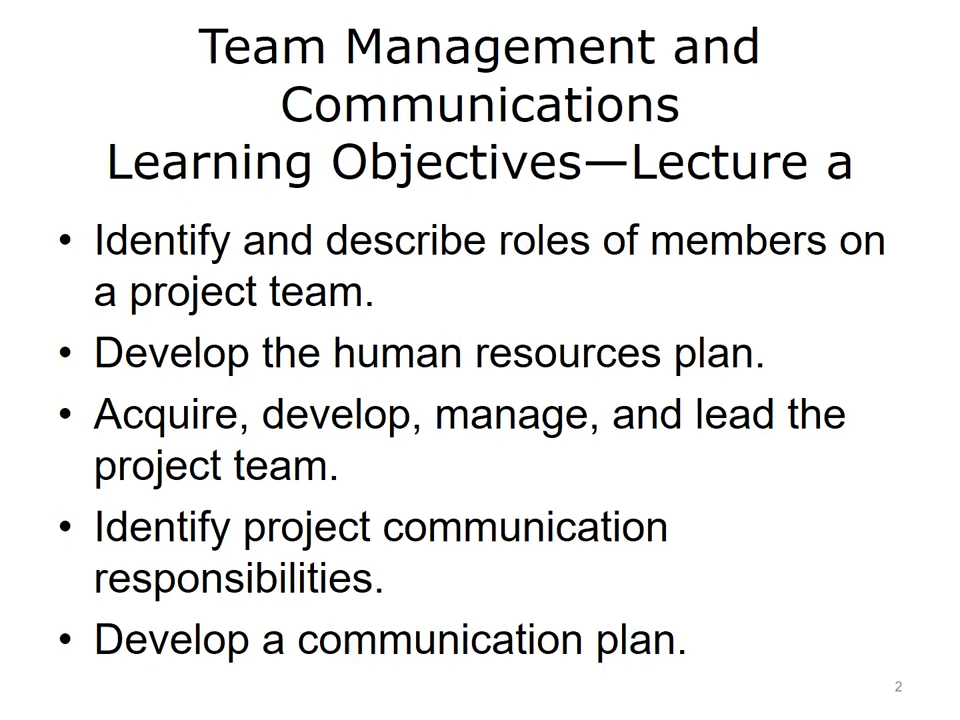 Team Management and
Communications
Learning Objectives—Lecture a
• Identify and describe roles of members on
a project team.
• Develop the human resources plan.
• Acquire, develop, manage, and lead the
project team.
• Identify project communication
responsibilities.
• Develop a communication plan.
2